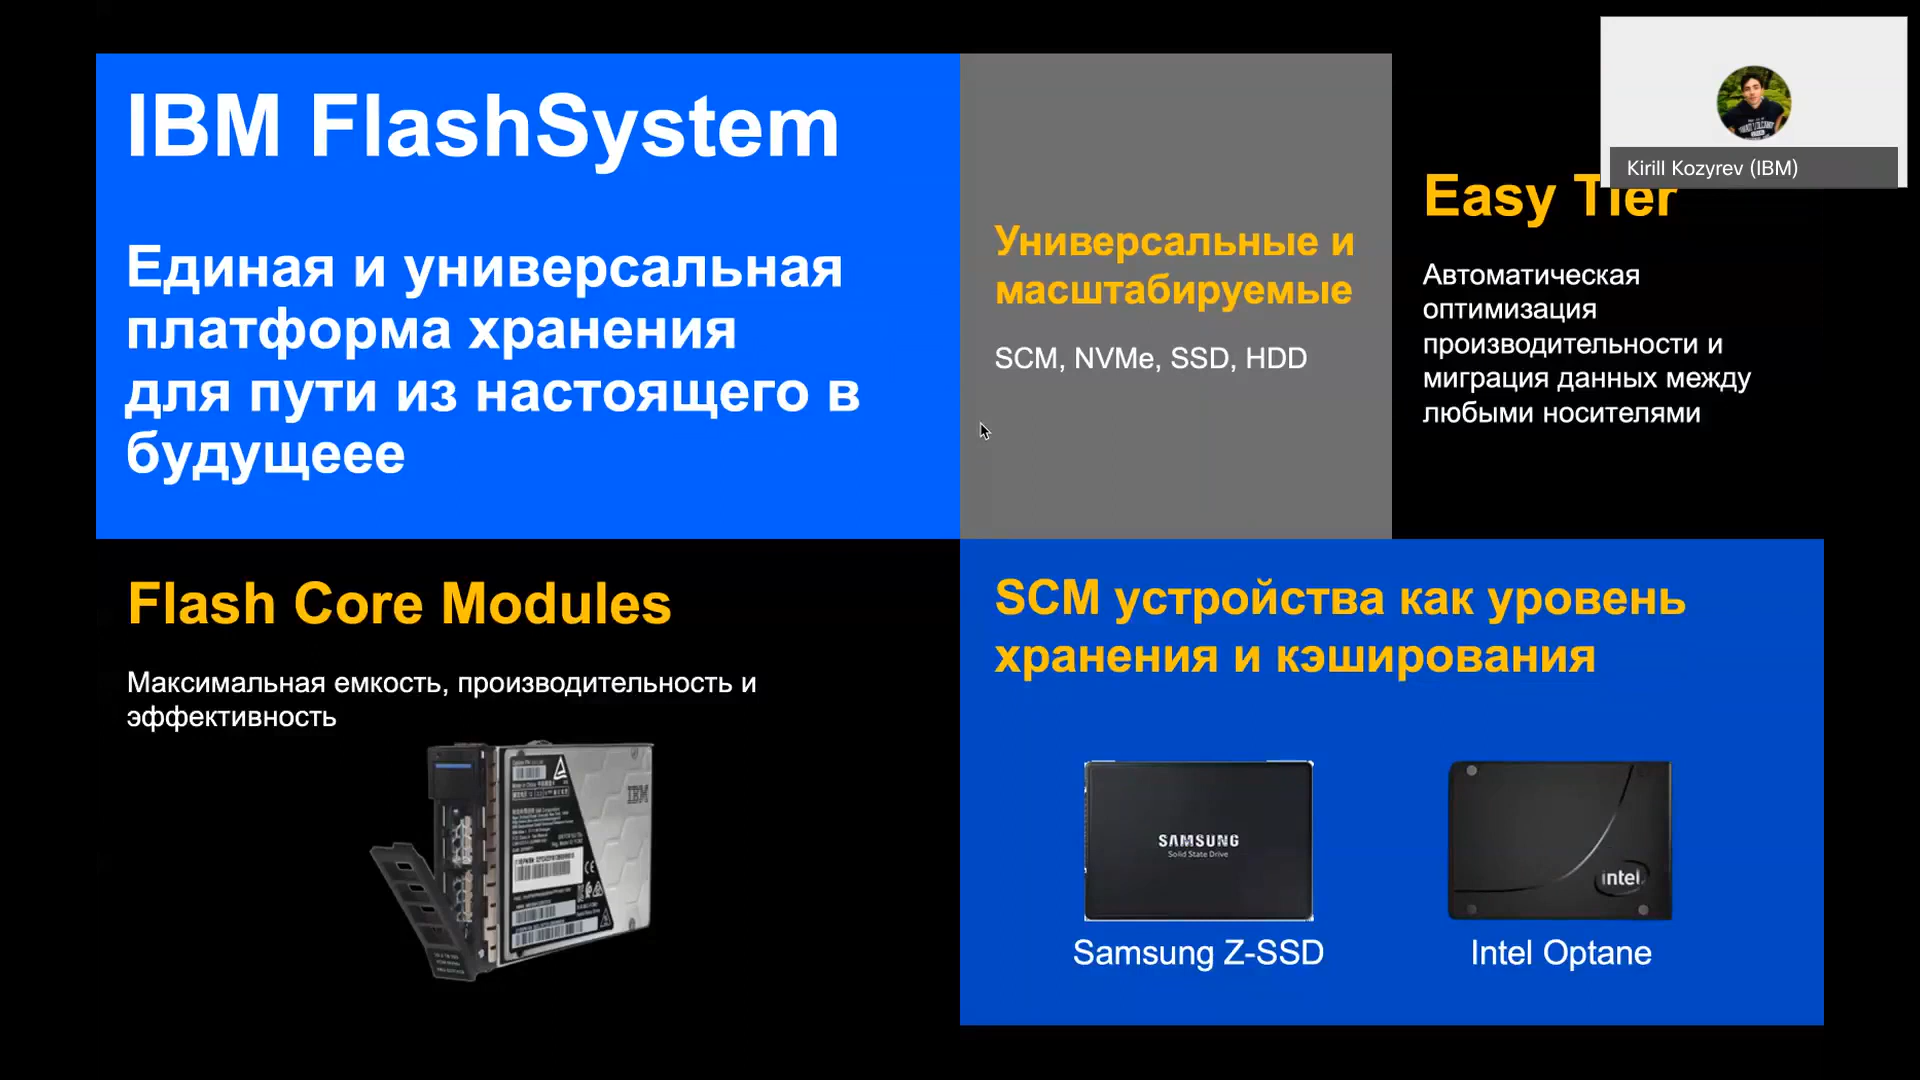 IBM FlashSystem
Единая и универсальная
платформа хранения
для пути из настоящего в
будущеее
Универсальные и
масштабируемые
SCM, NVMe, SSD, HDD
Kirill Kozyrev (IBM)
Easy Tier
Автоматическая
оптимизация
производительности и
миграция данных между
любыми носителями
Flash Core Modules
Максимальная емкость, производительность и
эффективность
IBM
SCM устройства как уровень
хранения и кэширования
SAMSUNG
Solid State Drive
intel
Samsung Z-SSD
Intel Optane